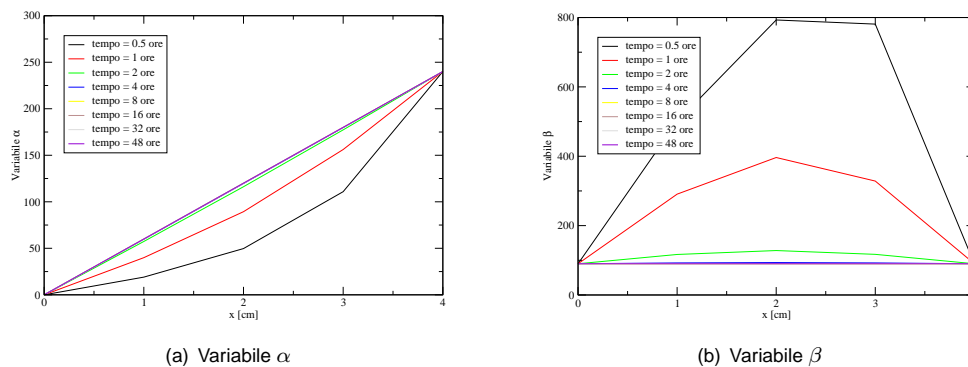 300
250
200
150
100
50
0
Variabile α
tempo = 0.5 ore
tempo = 1 ore
tempo = 2 ore
tempo = 4 ore
tempo = 8 ore
tempo = 16 ore
tempo = 32 ore
tempo = 48 ore
0 1 2 3 4
x [cm]
(a) Variabile α
800
600
400
200
0
Variabile β
tempo = 0.5 ore
tempo = 1 ore
tempo = 2 ore
tempo = 4 ore
tempo = 8 ore
tempo = 16 ore
tempo = 32 ore
tempo = 48 ore
0 1 2 3
x [cm]
(b) Variabile β